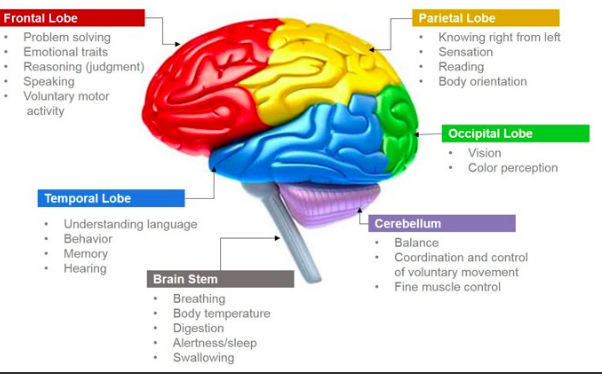 Frontal Lobe
• Problem solving
• Emotional traits
• Reasoning (judgment)
• Speaking
• Voluntary motor
activity
Parietal Lobe
• Knowing right from left
• Sensation
• Reading
• Body orientation
Occipital Lobe
• Vision
• Color perception
Temporal Lobe
• Understanding language
• Behavior
• Memory
• Hearing
Cerebellum
• Balance
• Coordination and control
of voluntary movement
• Fine muscle control
Brain Stem
• Breathing
• Body temperature
• Digestion
• Alertness/sleep
• Swallowing